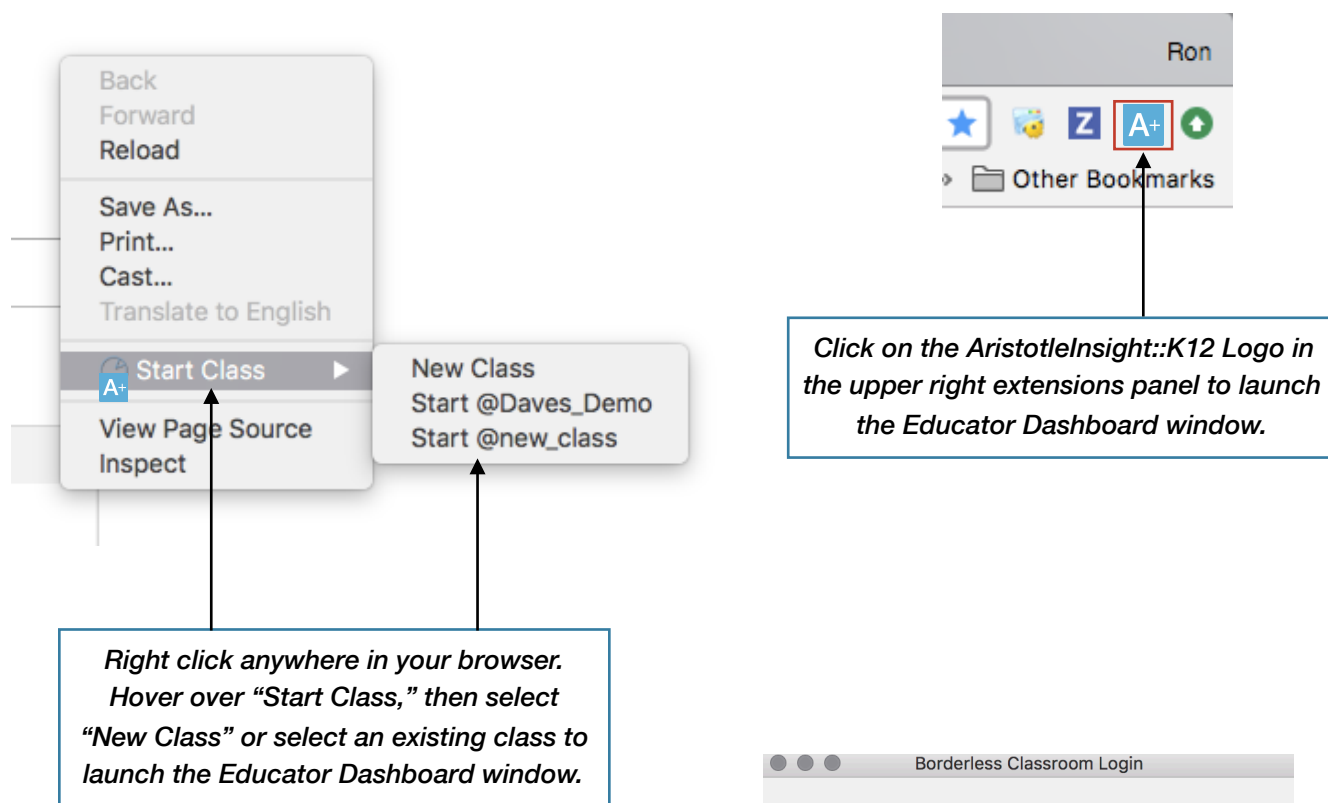 Back
Forward
Reload
Save As...
Print...
Cast...
Translate to English
Start Class
A+
View Page Source
Inspect
New Class
Start @Daves_Demo
Start @new_class
Right click anywhere in your browser.
Hover over “Start Class,” then select
“New Class” or select an existing class to
launch the Educator Dashboard window.
Ron
Z A+
» Other Bookmarks
Click on the AristotleInsight::K12 Logo in
the upper right extensions panel to launch
the Educator Dashboard window.
Borderless Classroom Login